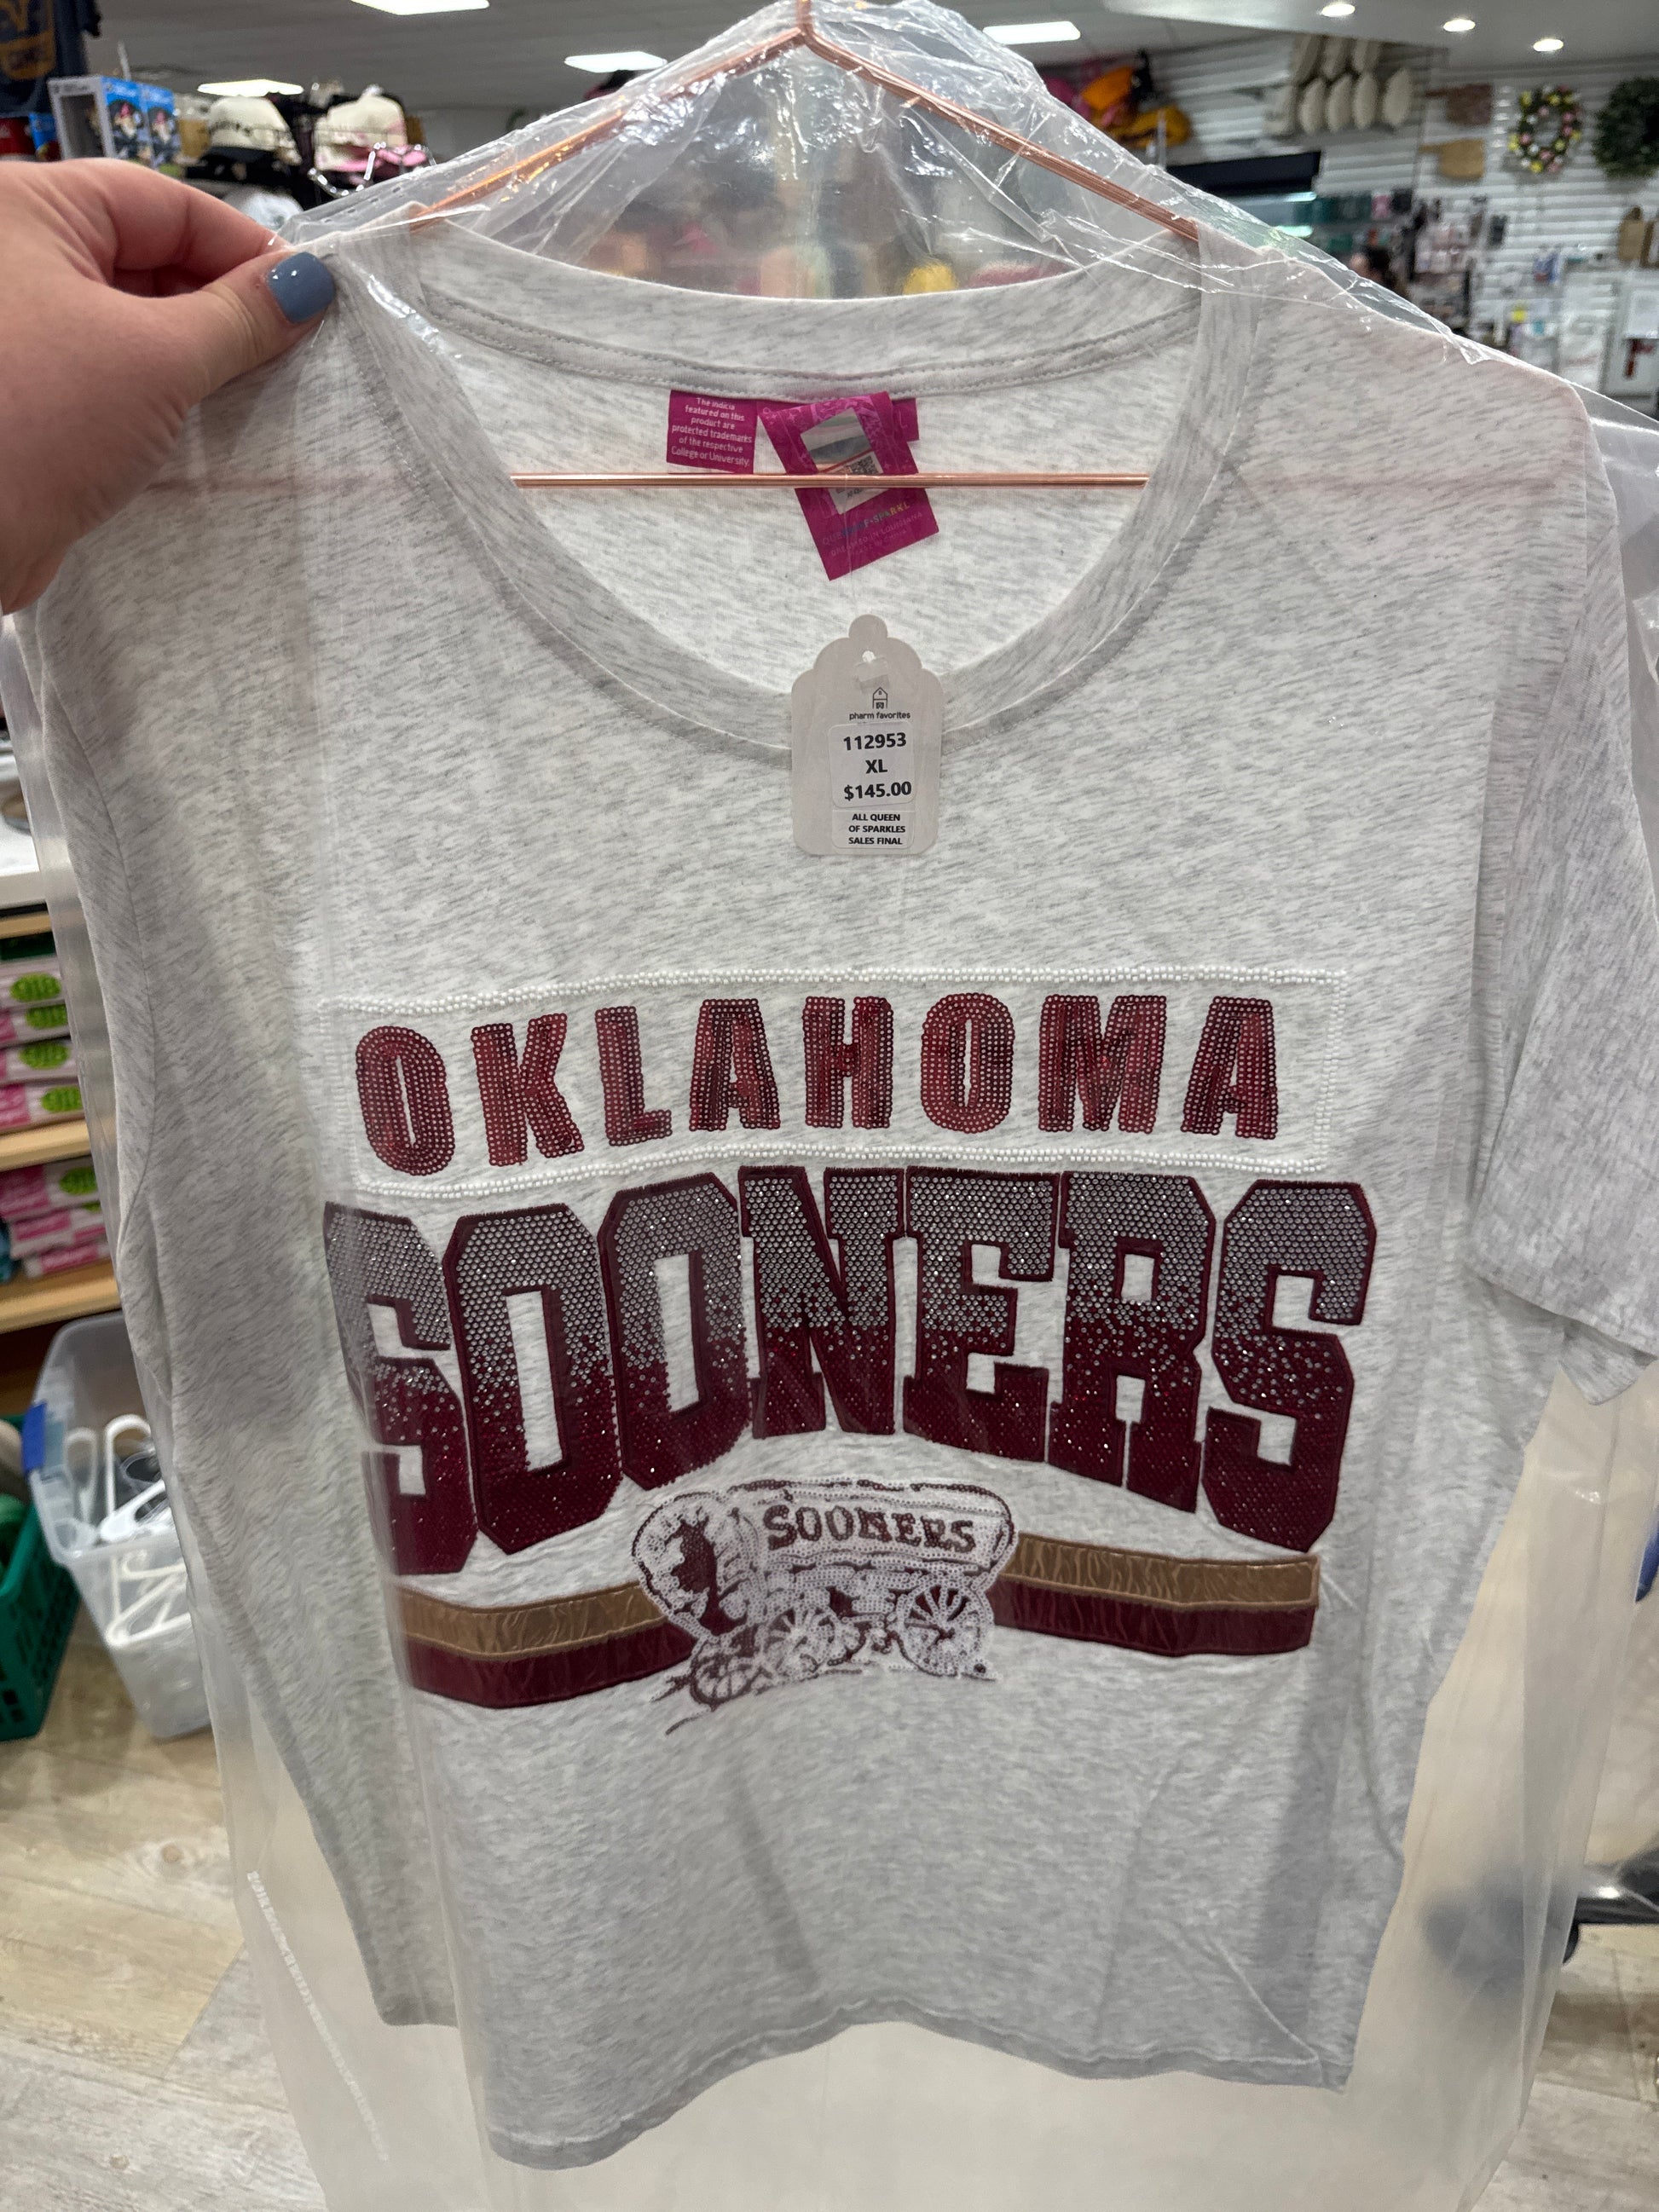 The indicia
featured on this
product are
protected trademarks
of the respective
College or University
pharm favorites
112953
XL
$145.00
ALL QUEEN
OF SPARKLES
SALES FINAL
OKLAHOMA
SOONERS
SOONERS